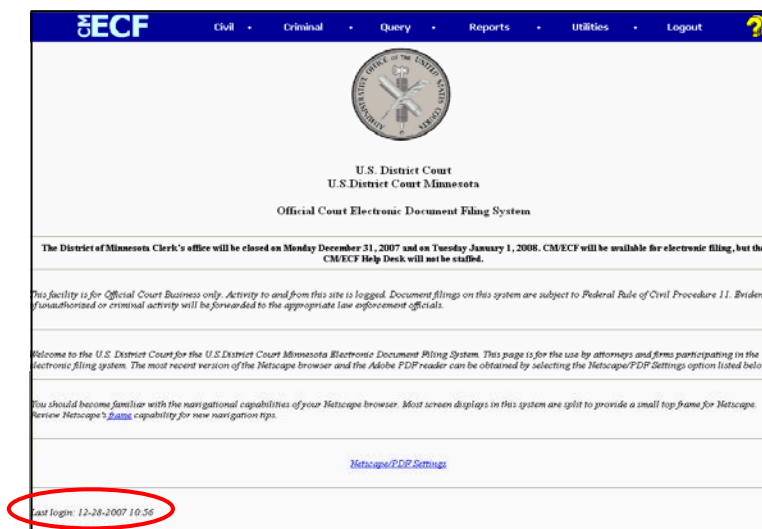 CM ECF Civil • Criminal • Query • Reports • Utilities • Logout ?
ADMINISTRATIVE OFFICE OF THE UNITED STATES COURTS
U.S. District Court
U.S.District Court Minnesota
Official Court Electronic Document Filing System
The District of Minnesota Clerk's office will be closed on Monday December 31, 2007 and on Tuesday January 1, 2008. CM/ECF will be available for electronic filing, but the
CM/ECF Help Desk will not be staffed.
This facility is for Official Court Business only. Activity to and from this site is logged. Document filings on this system are subject to Federal Rule of Civil Procedure 11. Eviden
of unauthorized or criminal activity will be forwarded to the appropriate law enforcement officials.
Welcome to the U.S. District Court for the U.S.District Court Minnesota Electronic Document Filing System. This page is for the use by attorneys and firms participating in the
electronic filing system. The most recent version of the Netscape browser and the Adobe PDF reader can be obtained by selecting the Netscape/PDF Settings option listed belo
You should become familiar with the navigational capabilities of your Netscape browser. Most screen displays in this system are split to provide a small top frame for Netscape.
Review Netscape's frame capability for new navigation tips.
Netscape/PDF Settings
Last login: 12-28-2007 10:56